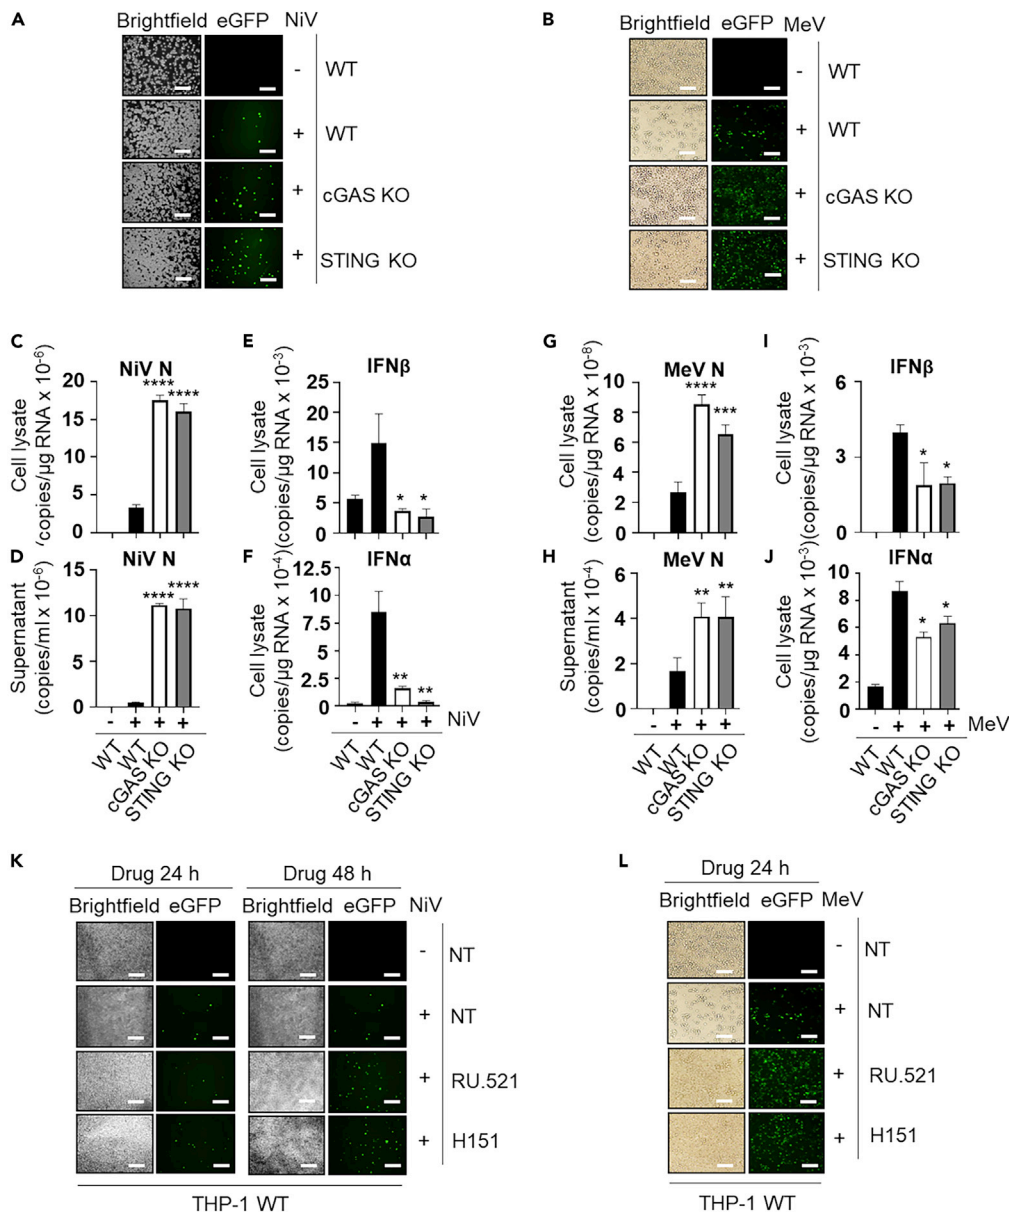 A
Brightfield eGFP NiV
- WT
+ WT
+ cGAS KO
+ STING KO
B
Brightfield eGFP MeV
- WT
+ WT
+ cGAS KO
+ STING KO
C
NiV N
Cell lysate
(copies/µg RNA x 10-6)
20
15
10
5
0
****
****
E
IFNβ
Cell lysate
(copies/µg RNA x 10-3)
25
20
15
10
5
0
*
*
G
MeV N
Cell lysate
(copies/µg RNA x 10-8)
10
8
6
4
2
0
****
***
I
IFNβ
Cell lysate
(copies/µg RNA x 10-3)
6
3
0
*
*
D
NiV N
Supernatant
(copies/ml x 10-6)
15
10
5
0
****
****
- + + +
WT
WT
cGAS KO
STING KO
F
IFNα
Cell lysate
(copies/µg RNA x 10-4)
12.5
10
7.5
5
2.5
0
**
**
- + + + NiV
WT
WT
cGAS KO
STING KO
H
MeV N
Supernatant
(copies/ml x 10-4)
6
4
2
0
**
**
- + + +
WT
WT
cGAS KO
STING KO
J
IFNα
Cell lysate
(copies/µg RNA x 10-3)
10
8
6
4
2
0
*
*
- + + + MeV
WT
WT
cGAS KO
STING KO
K
Drug 24 h Drug 48 h
Brightfield eGFP Brightfield eGFP NiV
- NT
+ NT
+ RU.521
+ H151
THP-1 WT
L
Drug 24 h
Brightfield eGFP MeV
- NT
+ NT
+ RU.521
+ H151
THP-1 WT